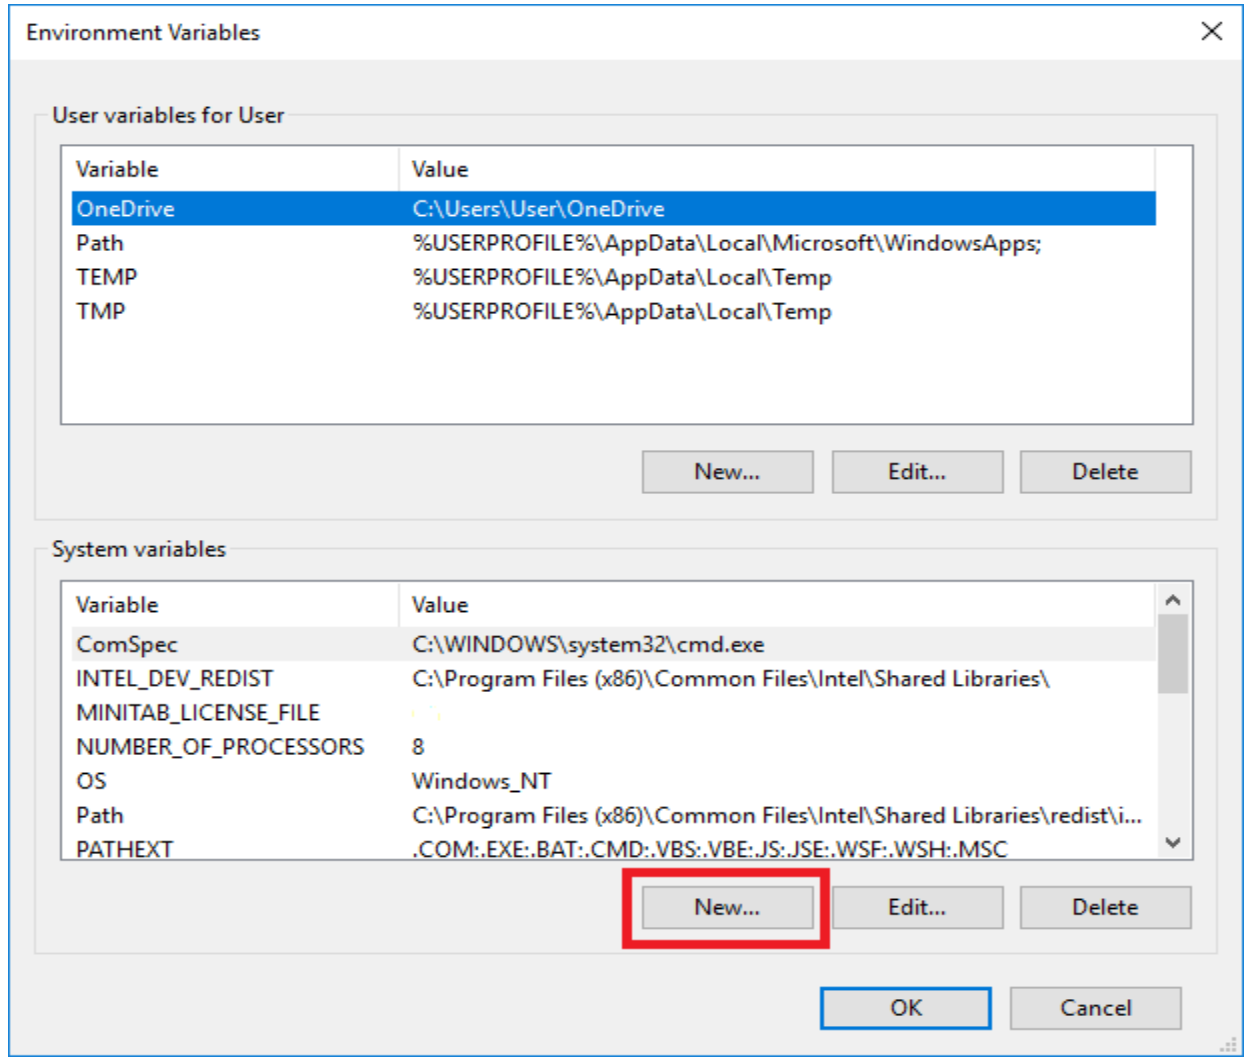 Environment Variables
User variables for User
Variable Value
OneDrive C:\Users\User\OneDrive
Path %USERPROFILE%\AppData\Local\Microsoft\WindowsApps;
TEMP %USERPROFILE%\AppData\Local\Temp
TMP %USERPROFILE%\AppData\Local\Temp
New... Edit... Delete
System variables
Variable Value
ComSpec C:\WINDOWS\system32\cmd.exe
INTEL_DEV_REDIST C:\Program Files (x86)\Common Files\Intel\Shared Libraries\
MINITAB_LICENSE_FILE
NUMBER_OF_PROCESSORS 8
OS Windows_NT
Path C:\Program Files (x86)\Common Files\Intel\Shared Libraries\redist\i...
PATHEXT .COM;.EXE;.BAT;.CMD;.VBS;.VBE;.JS;.JSE;.WSF;.WSH;.MSC
New... Edit... Delete
OK Cancel